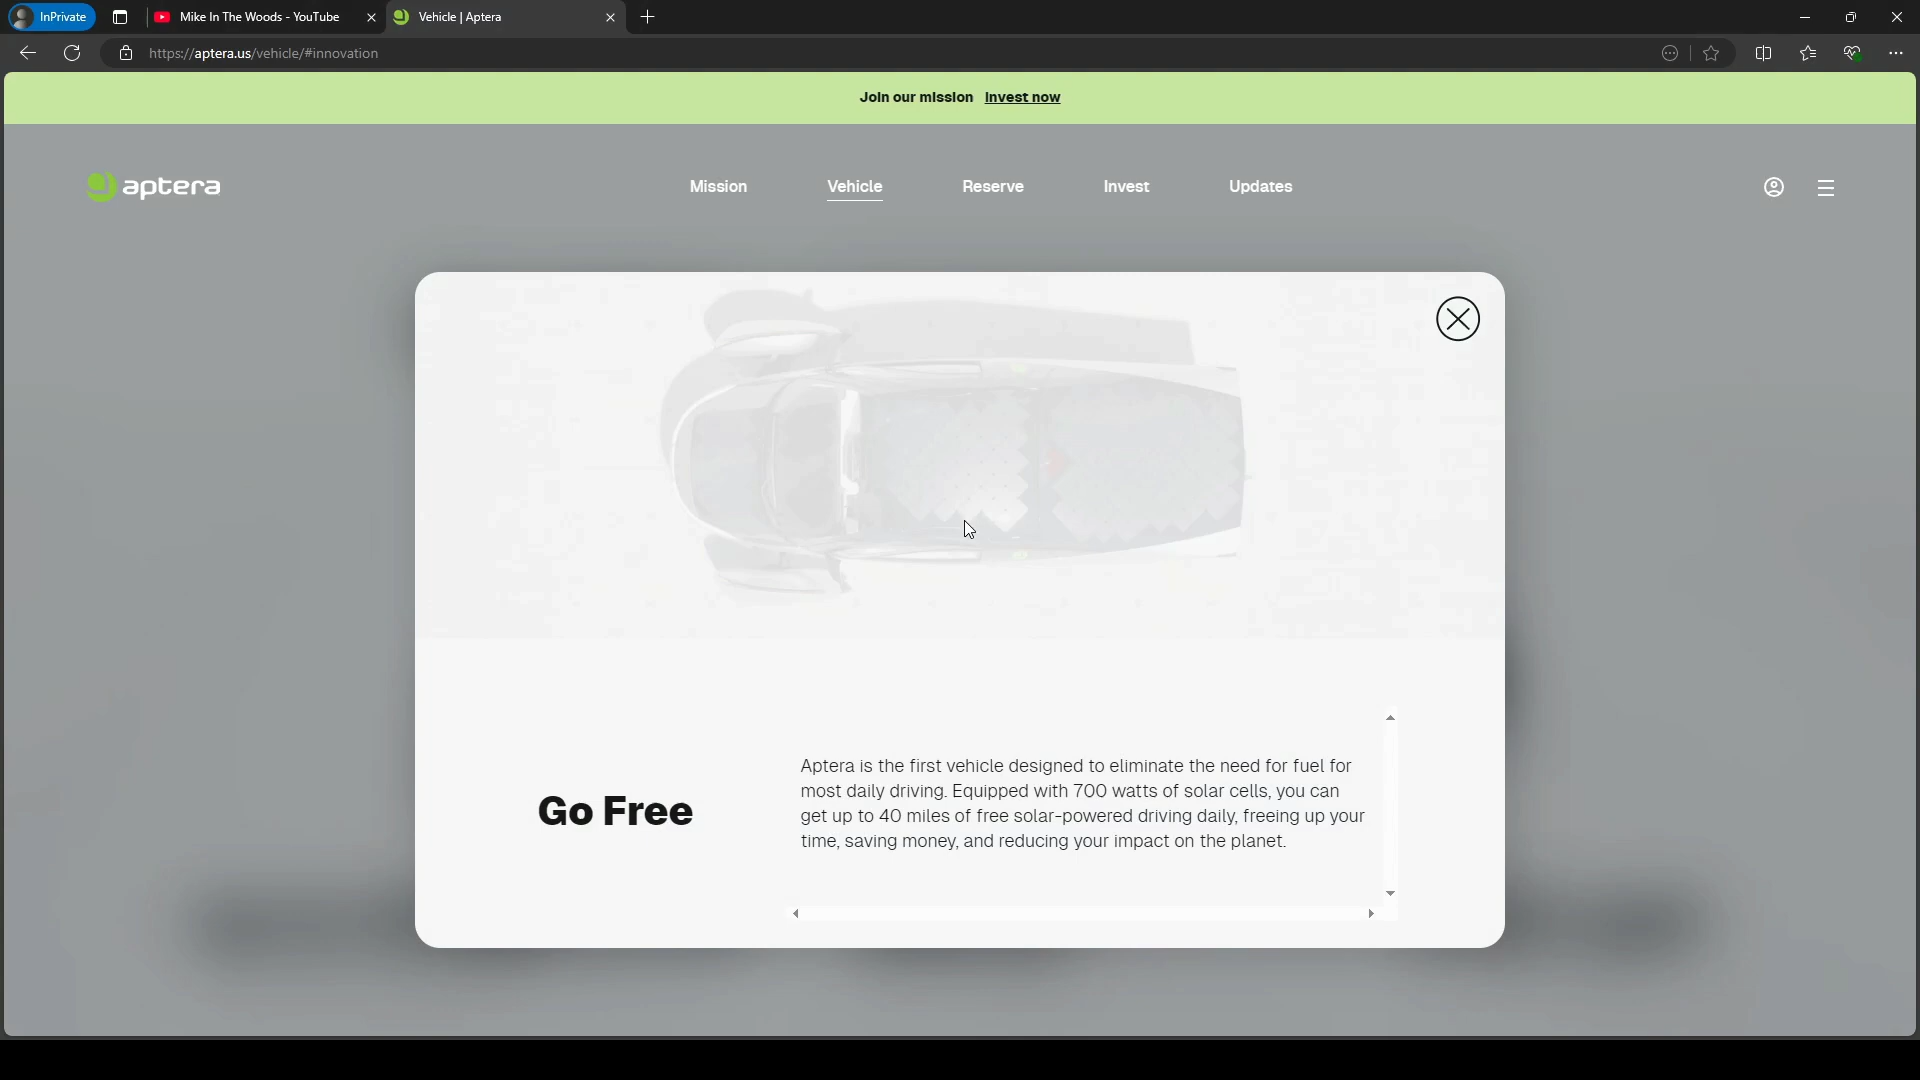 InPrivate
Mike In The Woods - YouTube
Vehicle | Aptera
https://aptera.us/vehicle/#innovation
Join our mission Invest now
aptera
Mission
Vehicle
Reserve
Invest
Updates
Go Free
Aptera is the first vehicle designed to eliminate the need for fuel for
most daily driving. Equipped with 700 watts of solar cells, you can
get up to 40 miles of free solar-powered driving daily, freeing up your
time, saving money, and reducing your impact on the planet.